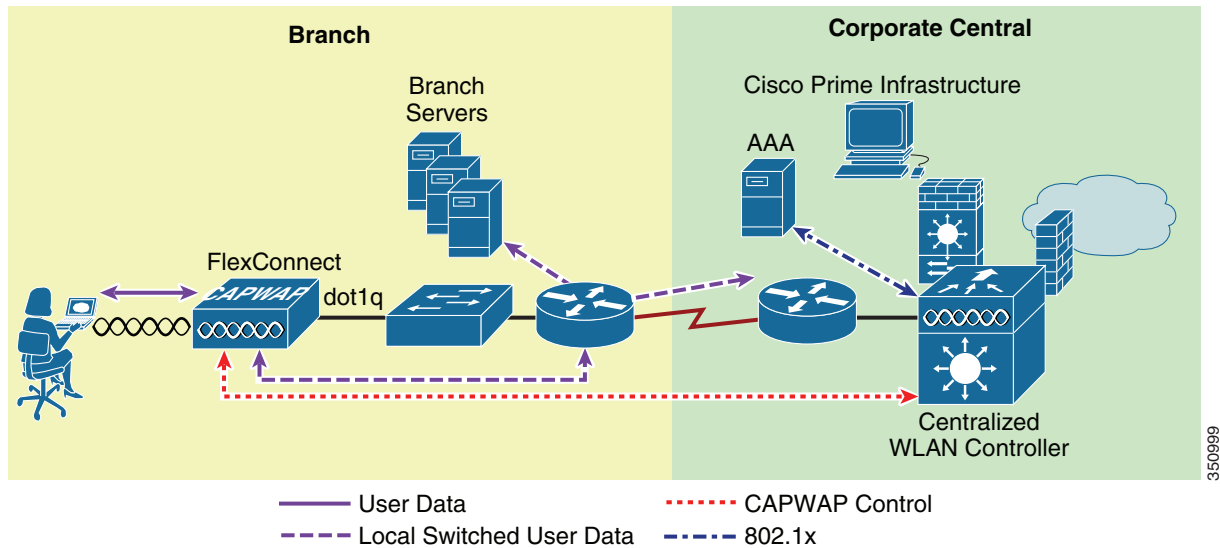 Branch
Corporate Central
Branch
Servers
Cisco Prime Infrastructure
AAA
FlexConnect
CAPWAP
dot1q
Centralized
WLAN Controller
350999
User Data
CAPWAP Control
Local Switched User Data
802.1x